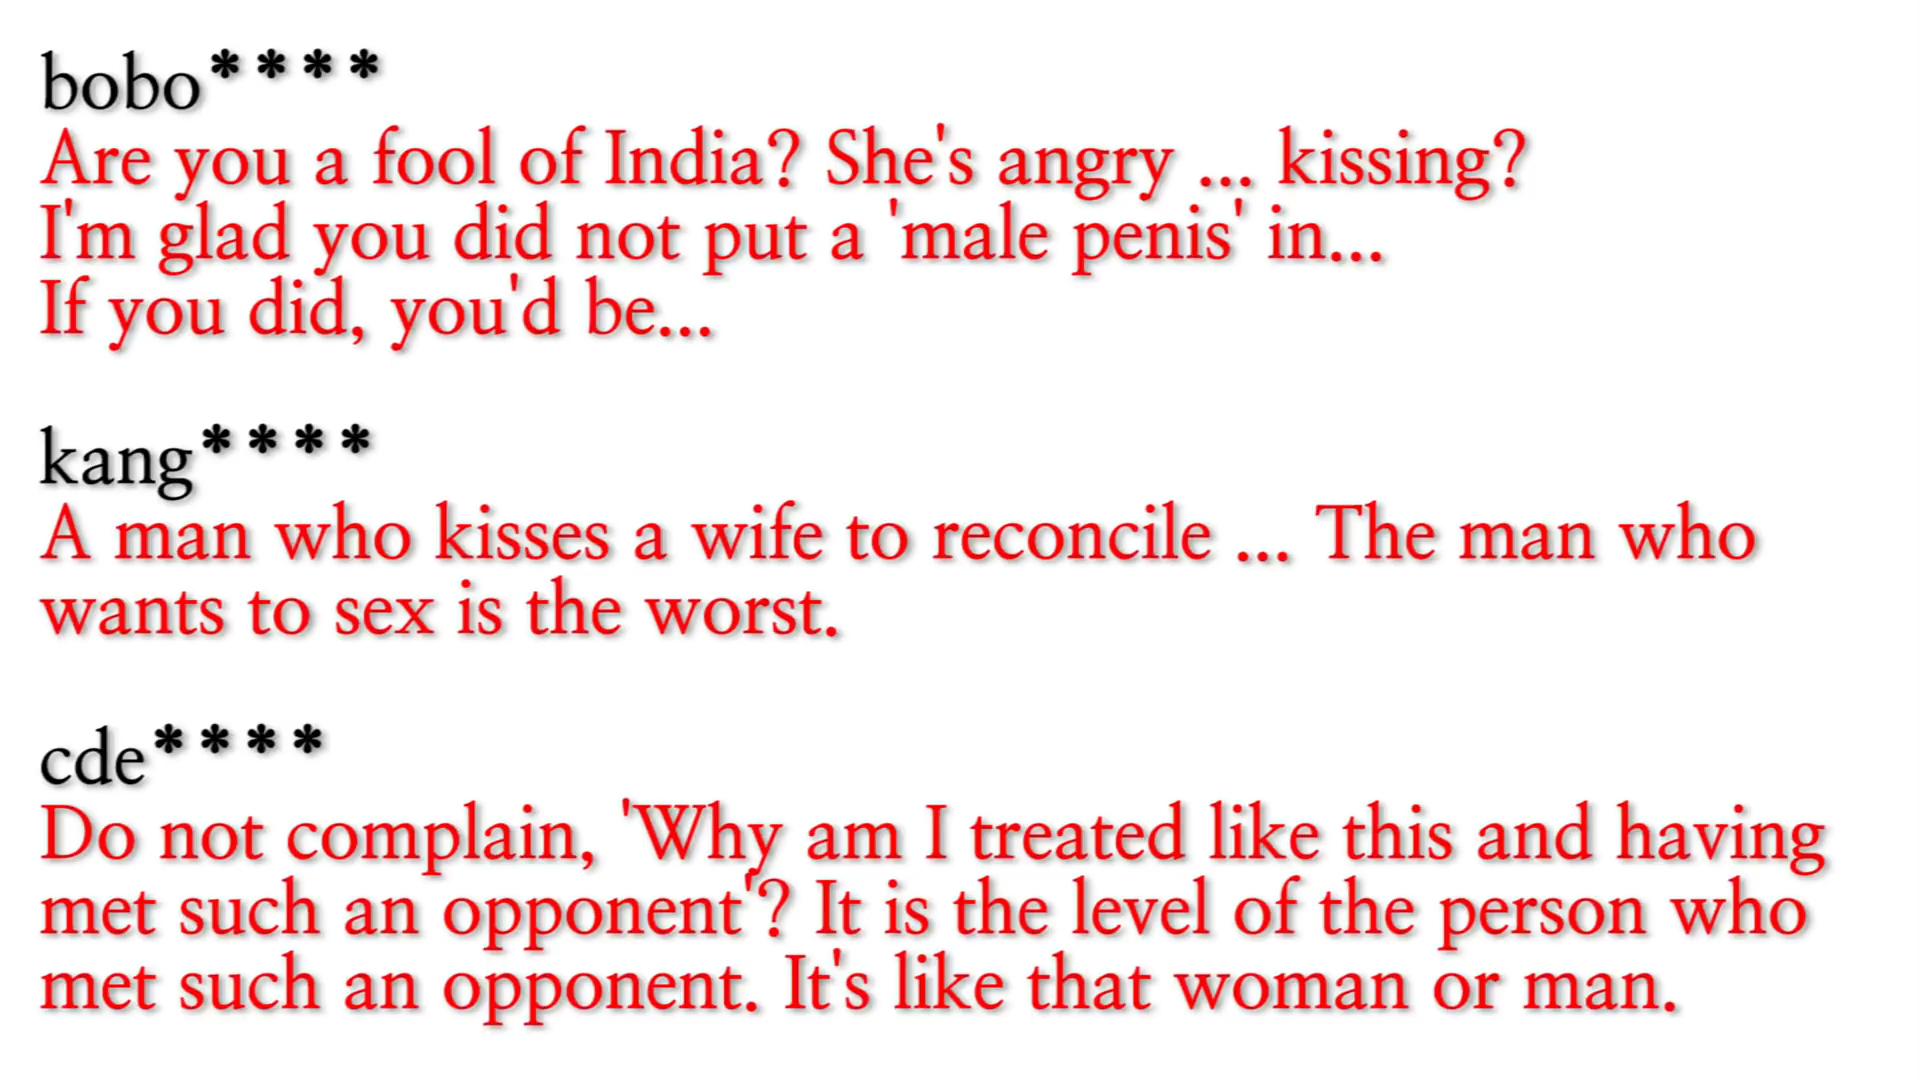 bobo****
Are you a fool of India? She's angry ... kissing?
I'm glad you did not put a 'male penis' in...
If you did, you'd be...
kang****
A man who kisses a wife to reconcile ... The man who
wants to sex is the worst.
cde****
Do not complain, 'Why am I treated like this and having
met such an opponent'? It is the level of the person who
met such an opponent. It's like that woman or man.